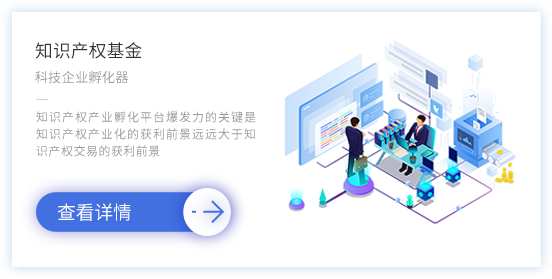 知识产权基金
科技企业孵化器
知识产权产业孵化平台爆发力的关键是
知识产权产业化的获利前景远远大于知
识产权交易的获利前景
查看详情